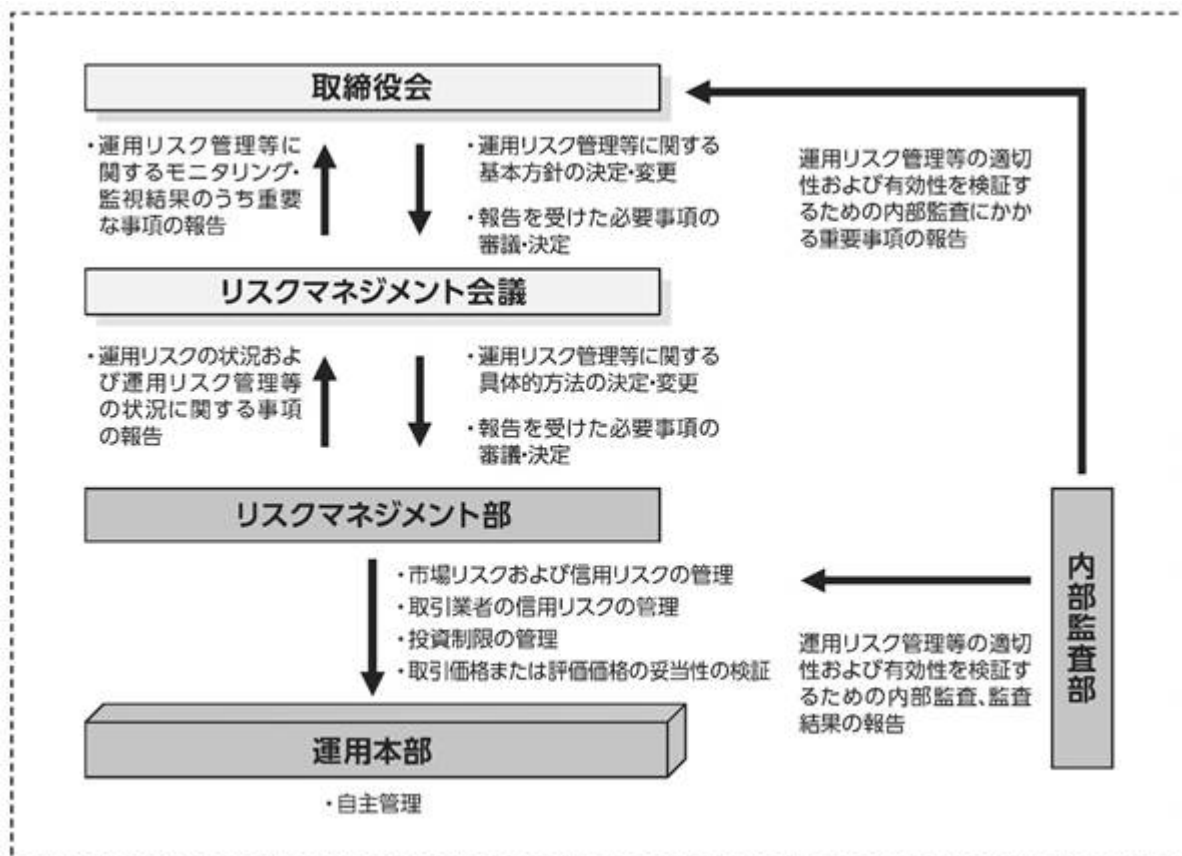 取締役会
・運用リスク管理等に
関するモニタリング・
監視結果のうち重要
な事項の報告
・運用リスク管理等に関する
基本方針の決定・変更
・報告を受けた必要事項の
審議・決定
運用リスク管理等の適切
性および有効性を検証す
るための内部監査にかか
る重要事項の報告
リスクマネジメント会議
・運用リスクの状況およ
び運用リスク管理等
の状況に関する事項
の報告
・運用リスク管理等に関する
具体的方法の決定・変更
・報告を受けた必要事項の
審議・決定
リスクマネジメント部
・市場リスクおよび信用リスクの管理
・取引業者の信用リスクの管理
・投資制限の管理
・取引価格または評価価格の妥当性の検証
内部監査部
運用リスク管理等の適切
性および有効性を検証す
るための内部監査、監査
結果の報告
運用本部
・自主管理